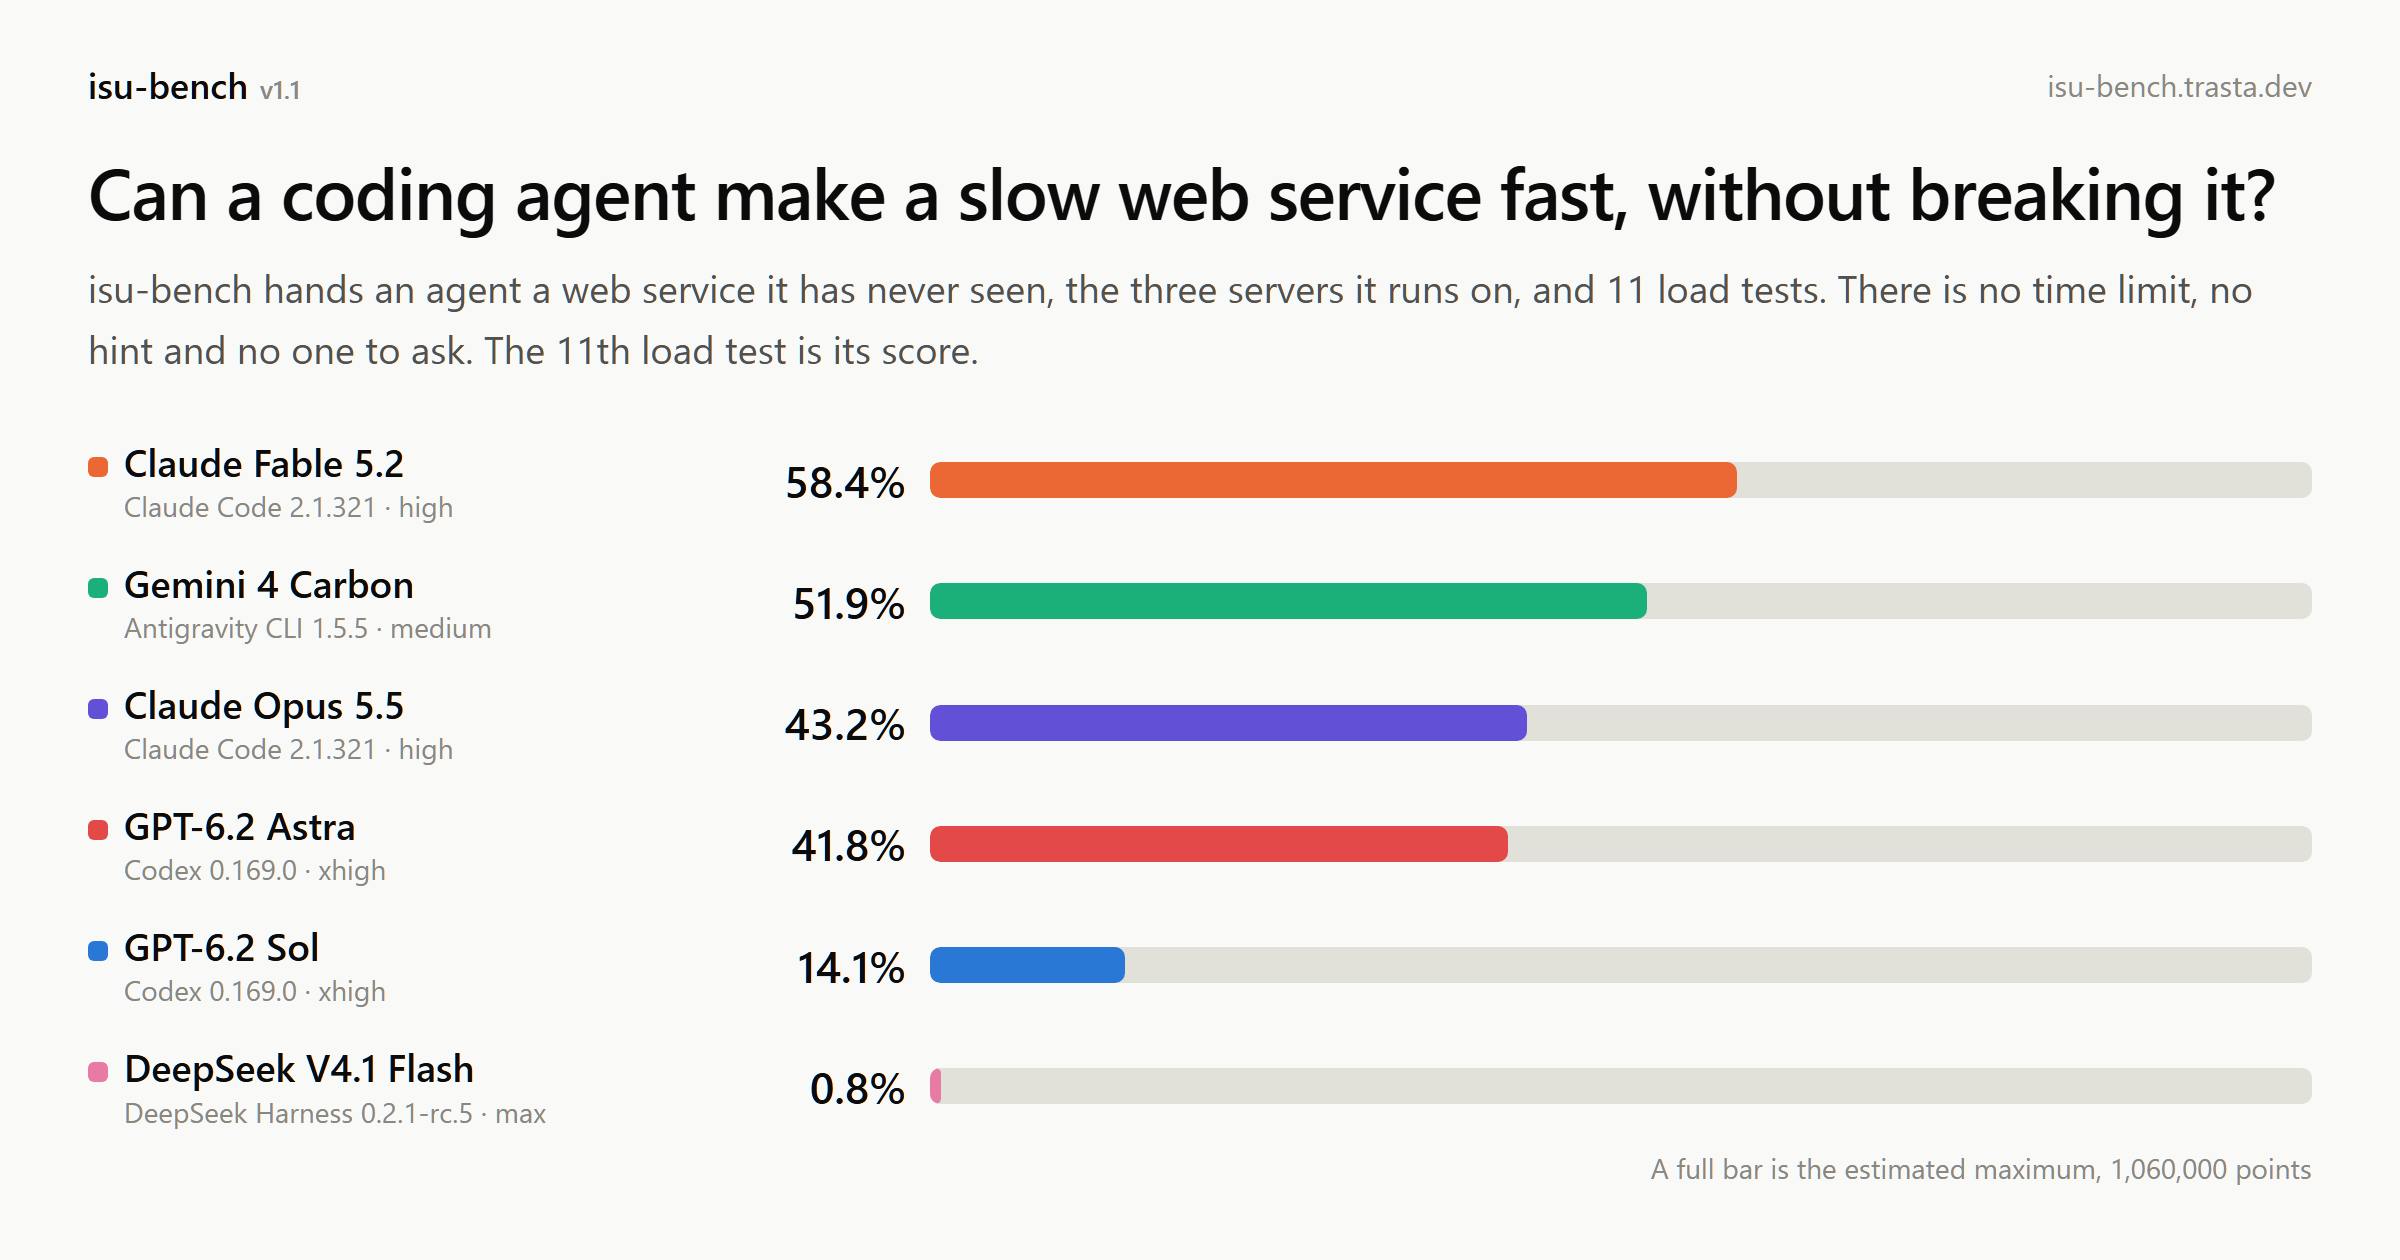 isu-bench v1.1
isu-bench.trasta.dev
Can a coding agent make a slow web service fast, without breaking it?
isu-bench hands an agent a web service it has never seen, the three servers it runs on, and 11 load tests. There is no time limit, no
hint and no one to ask. The 11th load test is its score.
Claude Fable 5.2
Claude Code 2.1.321 · high
58.4%
Gemini 4 Carbon
Antigravity CLI 1.5.5 · medium
51.9%
Claude Opus 5.5
Claude Code 2.1.321 · high
43.2%
GPT-6.2 Astra
Codex 0.169.0 · xhigh
41.8%
GPT-6.2 Sol
Codex 0.169.0 · xhigh
14.1%
DeepSeek V4.1 Flash
DeepSeek Harness 0.2.1-rc.5 · max
0.8%
A full bar is the estimated maximum, 1,060,000 points